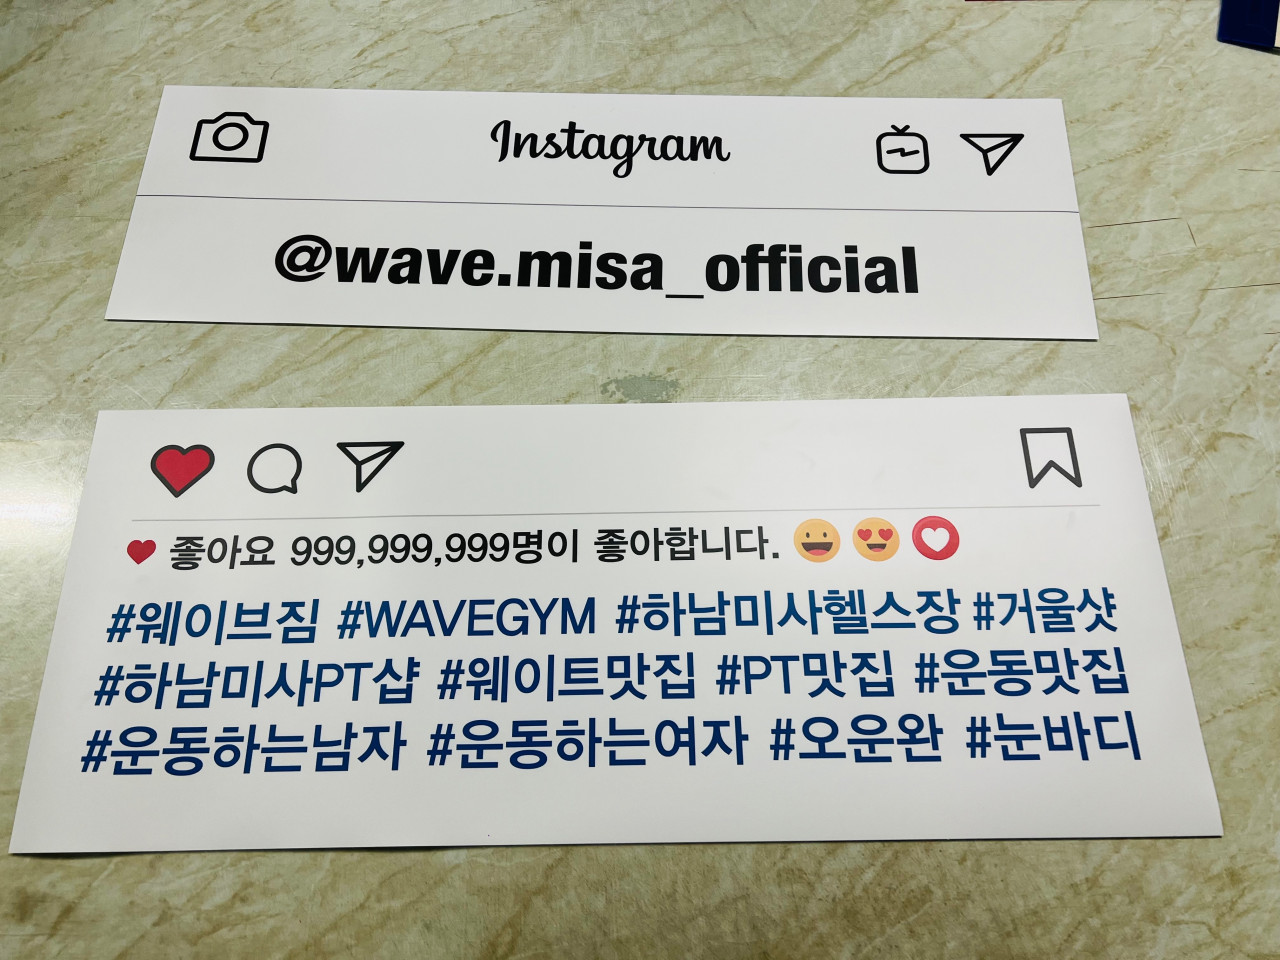 Instagram
@wave.misa_official
좋아요 999,999,999명이 좋아합니다.
#웨이브짐 #WAVEGYM #하남미사헬스장 #거울샷
#하남미사PT샵 #웨이트맛집 #PT맛집 #운동맛집
#운동하는남자 #운동하는여자 #오운완 #눈바디